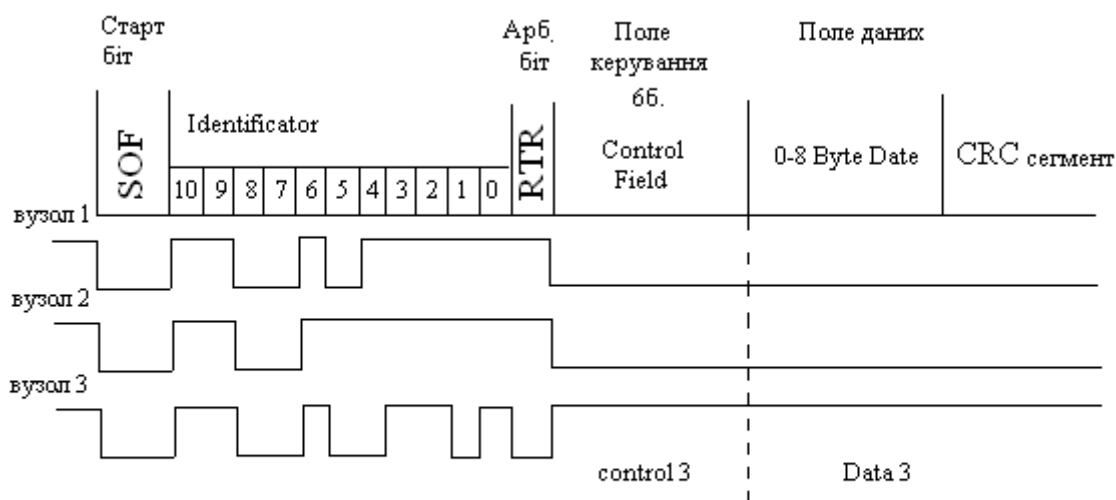 Старт
біт
Арб.
біт
Поле
керування
6б.
Поле даних
SOF
Identificator
10 9 8 7 6 5 4 3 2 1 0
RTR
Control
Field
0-8 Byte Date
CRC сегмент
вузол 1
вузол 2
вузол 3
control 3
Data 3